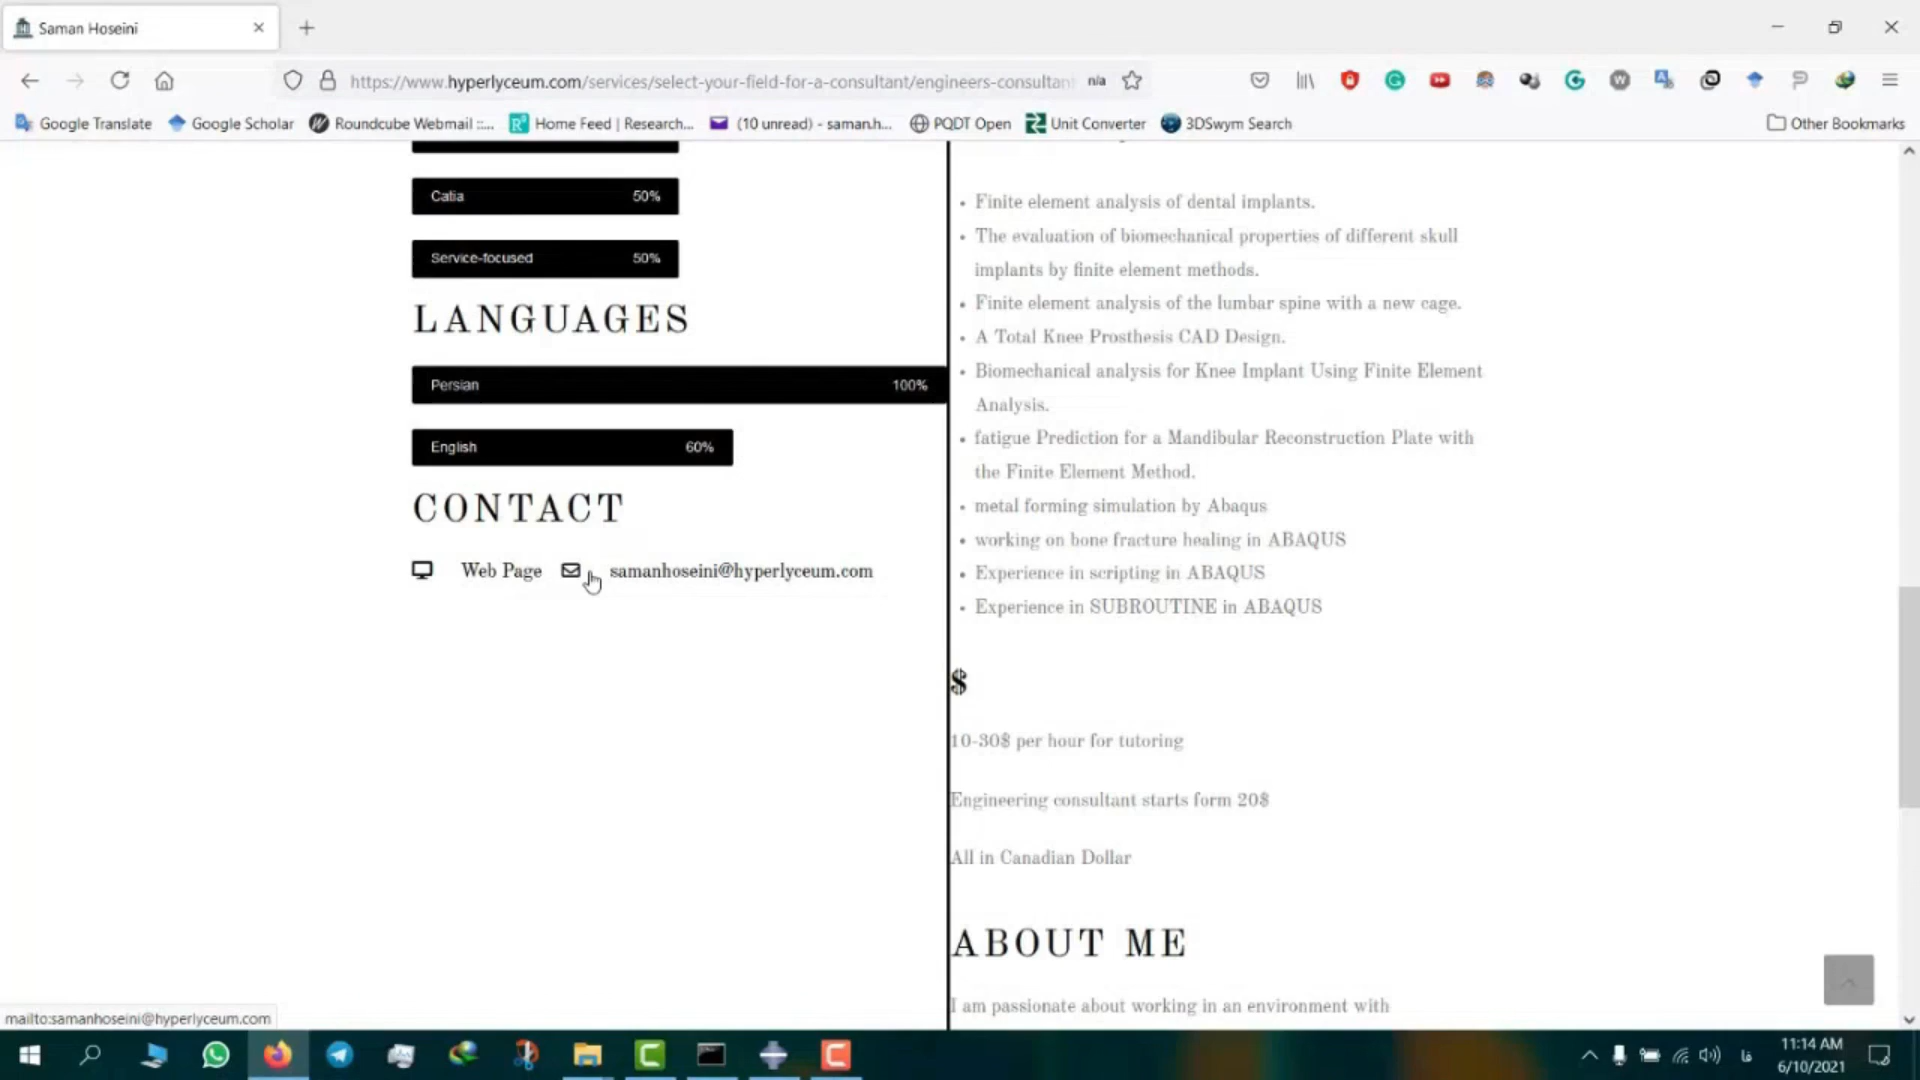 Saman Hoseini
https://www.hyperlyceum.com/services/select-your-field-for-a-consultant/engineers-consultant
n/a
Google Translate
Google Scholar
Roundcube Webmail ::...
Home Feed | Research...
(10 unread) - saman.h...
PQDT Open
Unit Converter
3DSwym Search
Other Bookmarks
Catia 50%
Service-focused 50%
LANGUAGES
Persian 100%
English 60%
CONTACT
Web Page
samanhoseini@hyperlyceum.com
• Finite element analysis of dental implants.
• The evaluation of biomechanical properties of different skull
implants by finite element methods.
• Finite element analysis of the lumbar spine with a new cage.
• A Total Knee Prosthesis CAD Design.
• Biomechanical analysis for Knee Implant Using Finite Element
Analysis.
• fatigue Prediction for a Mandibular Reconstruction Plate with
the Finite Element Method.
• metal forming simulation by Abaqus
• working on bone fracture healing in ABAQUS
• Experience in scripting in ABAQUS
• Experience in SUBROUTINE in ABAQUS
$
10-30$ per hour for tutoring
Engineering consultant starts form 20$
All in Canadian Dollar
ABOUT ME
I am passionate about working in an environment with
mailto:samanhoseini@hyperlyceum.com
فا
11:14 AM
6/10/2021